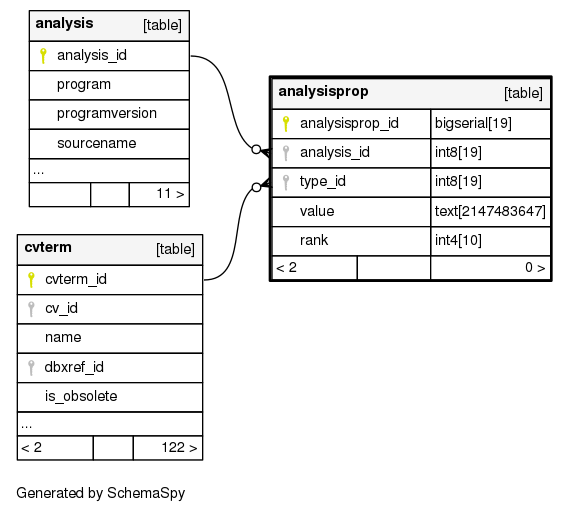 analysis [table]
analysis_id
program
programversion
sourcename
...
11 >
analysisprop [table]
analysisprop_id bigserial[19]
analysis_id int8[19]
type_id int8[19]
value text[2147483647]
rank int4[10]
< 2 0 >
cvterm [table]
cvterm_id
cv_id
name
dbxref_id
is_obsolete
...
< 2 122 >
Generated by SchemaSpy